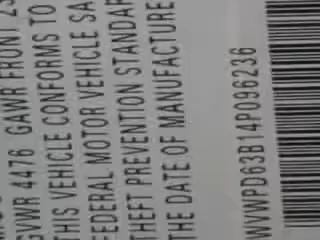 GVWR 4476 GAWR FRONT 23
THIS VEHICLE CONFORMS TO
FEDERAL MOTOR VEHICLE SA
THEFT PREVENTION STANDAR
THE DATE OF MANUFACTURE
WVWPD63B14P096236